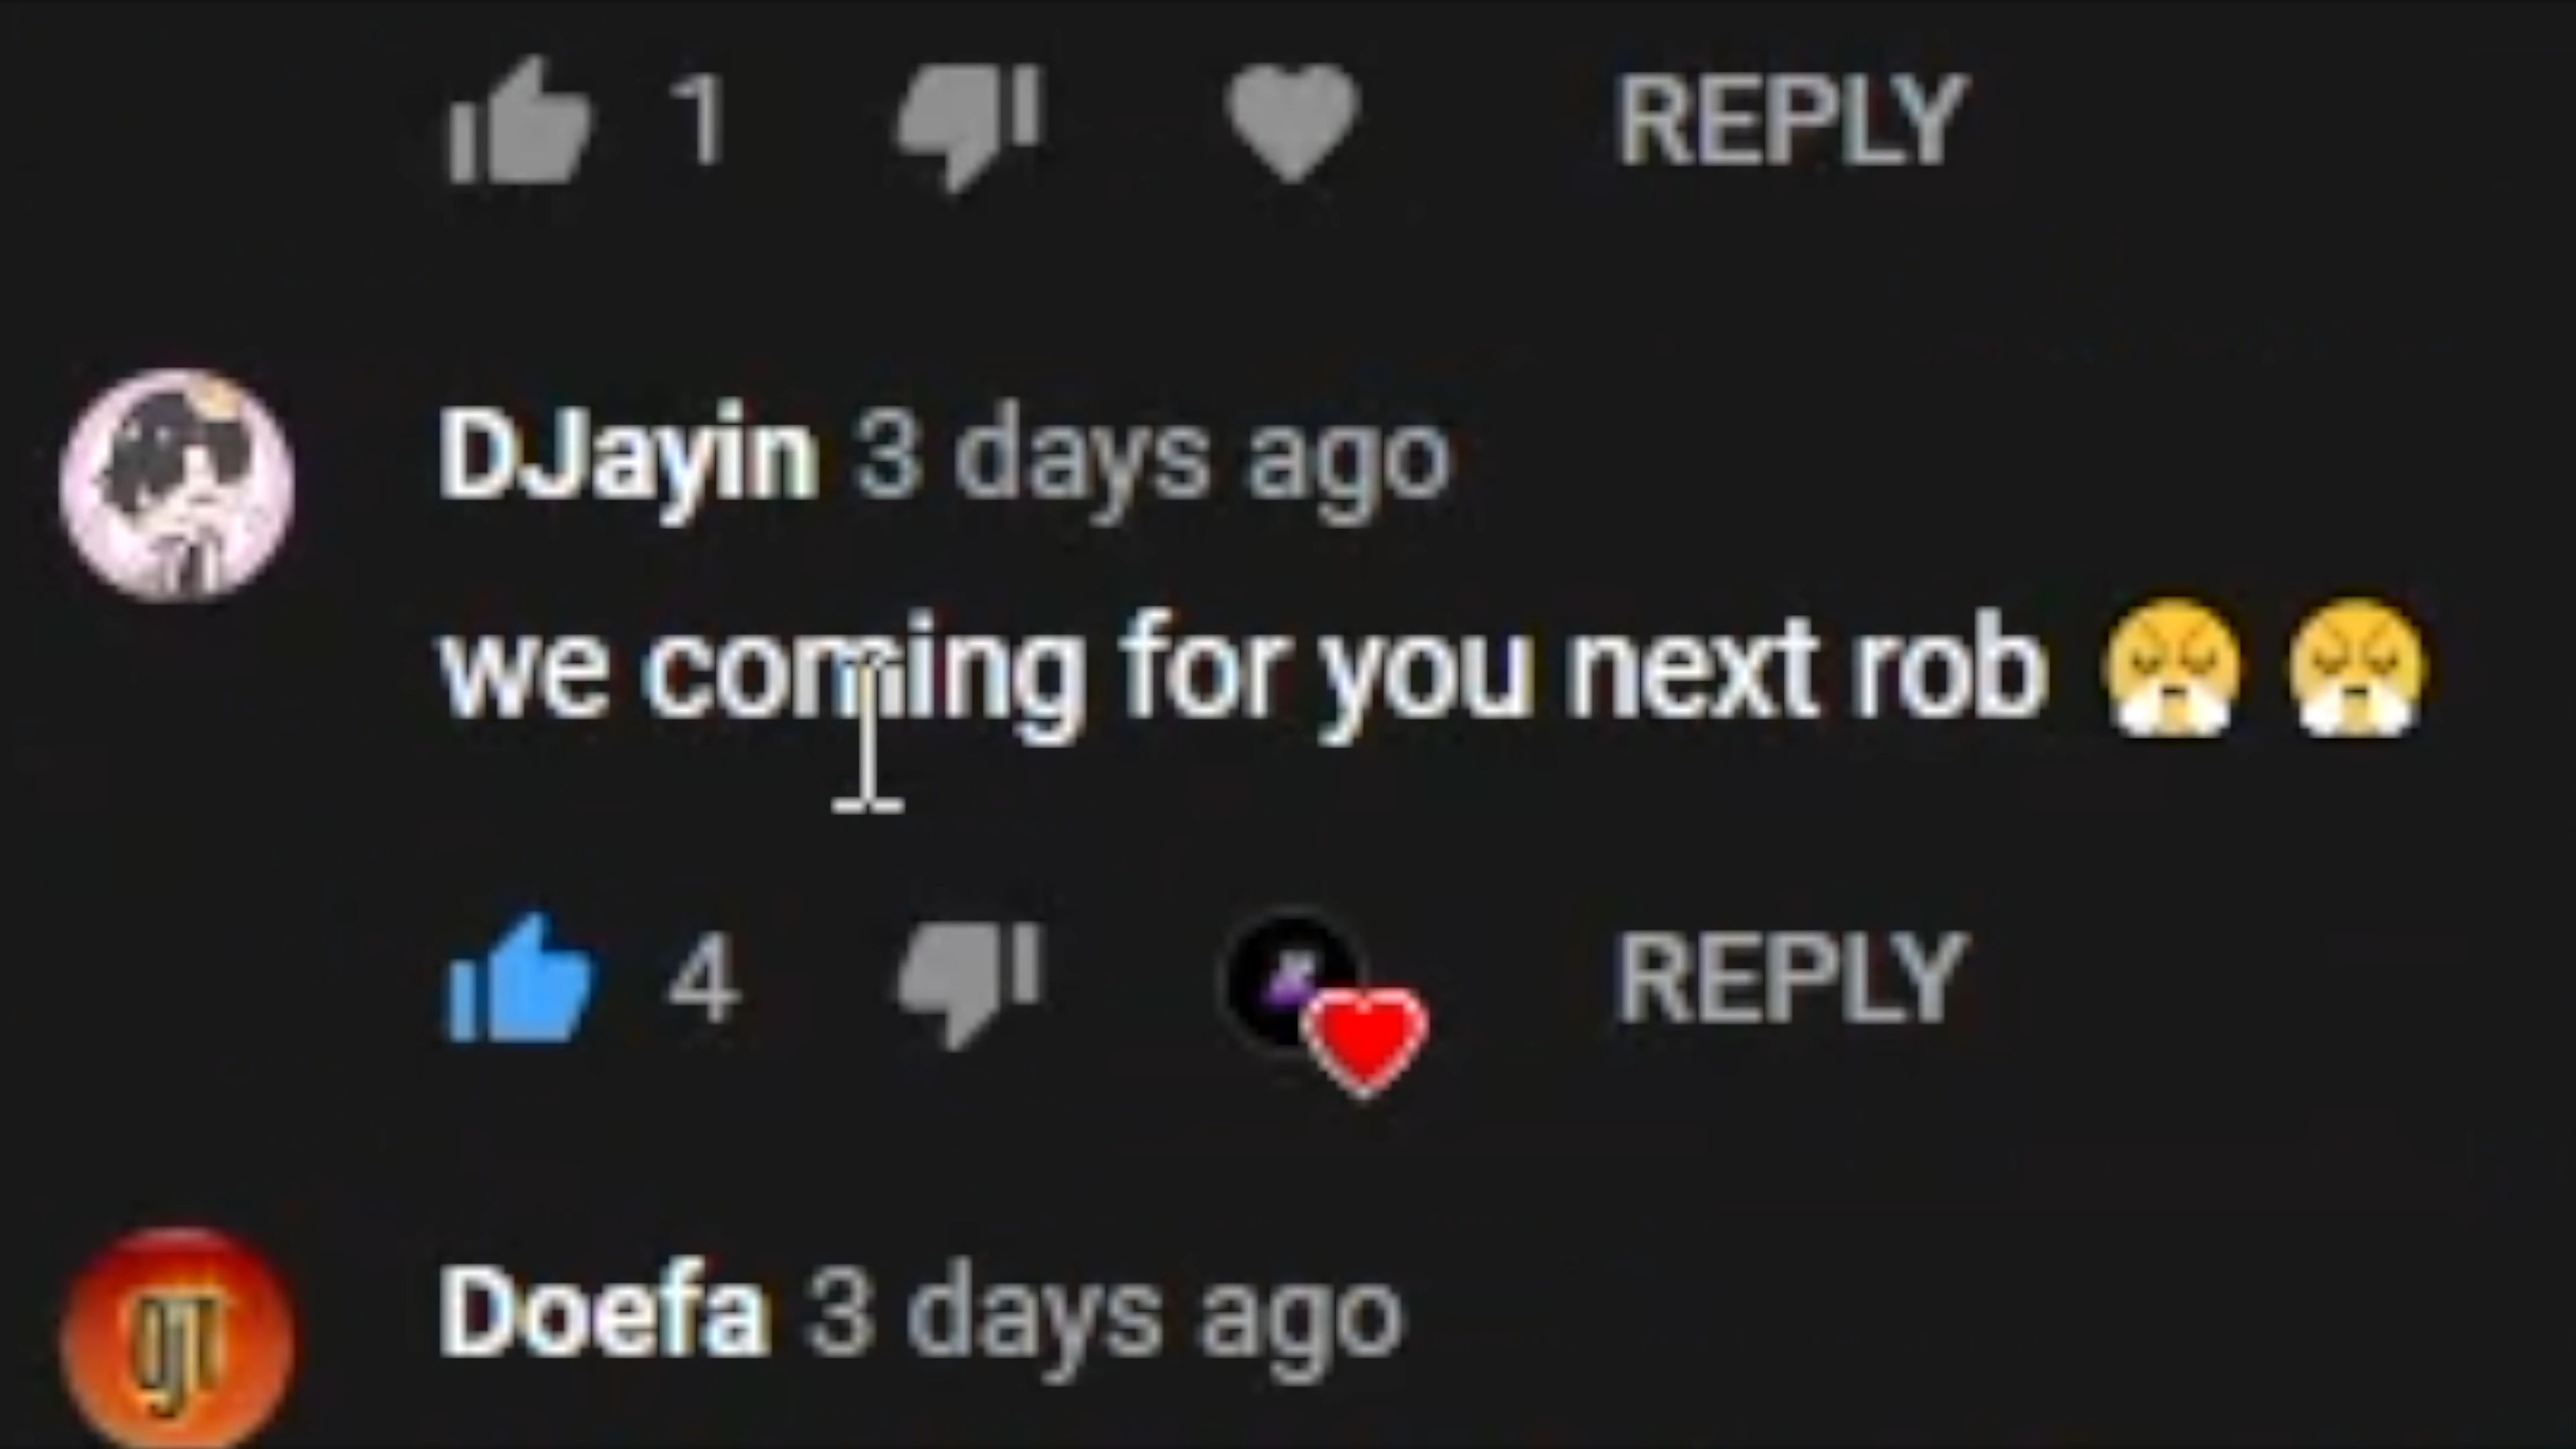 1 REPLY
DJayin 3 days ago
we coming for you next rob 😤 😤
4 REPLY
Doefa 3 days ago